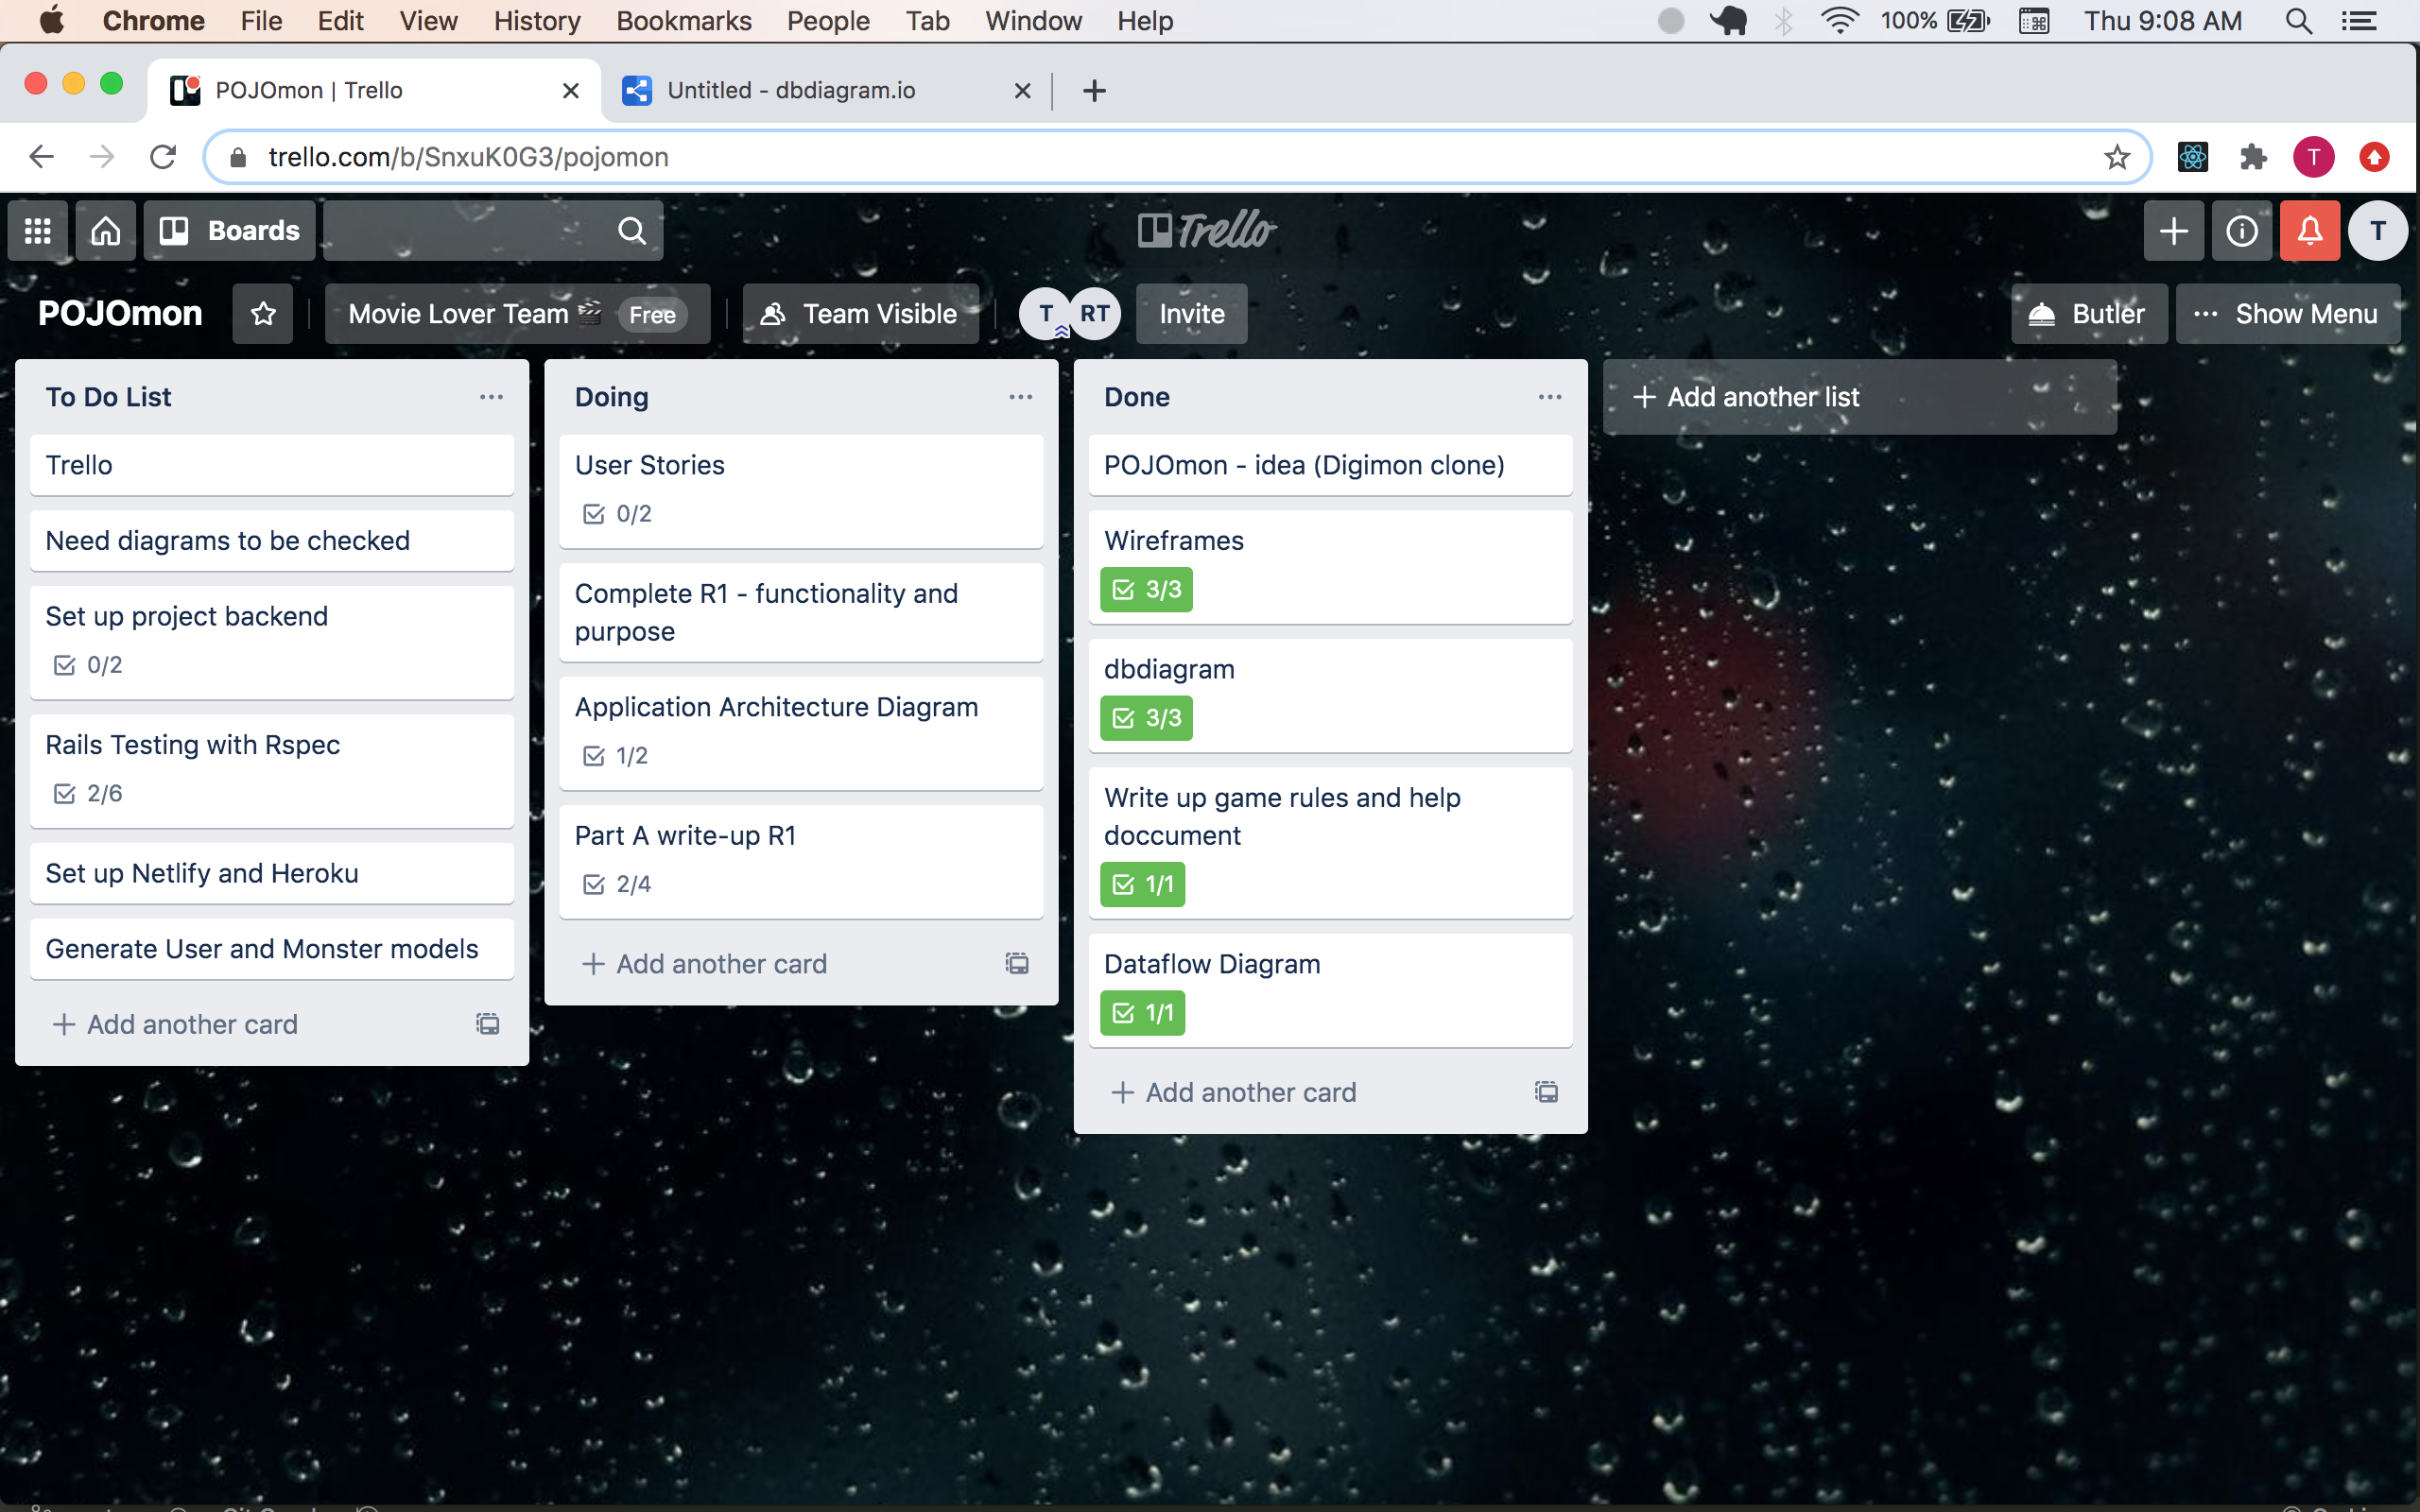 Chrome File Edit View History Bookmarks People Tab Window Help 100% Thu 9:08 AM
POJOmon | Trello Untitled - dbdiagram.io
trello.com/b/SnxuK0G3/pojomon T
Boards Trello T
POJOmon Movie Lover Team Free Team Visible T RT Invite Butler Show Menu
To Do List
Trello
Need diagrams to be checked
Set up project backend
0/2
Rails Testing with Rspec
2/6
Set up Netlify and Heroku
Generate User and Monster models
Add another card
Doing
User Stories
0/2
Complete R1 - functionality and
purpose
Application Architecture Diagram
1/2
Part A write-up R1
2/4
Add another card
Done
POJOmon - idea (Digimon clone)
Wireframes
3/3
dbdiagram
3/3
Write up game rules and help
doccument
1/1
Dataflow Diagram
1/1
Add another card
Add another list